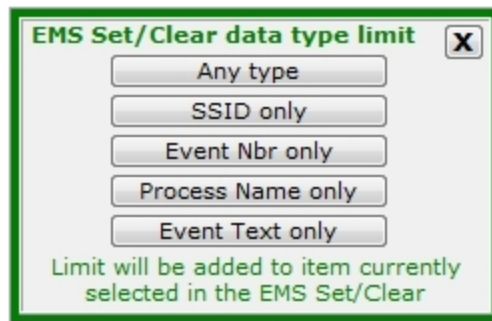 EMS Set/Clear data type limit
X
Any type
SSID only
Event Nbr only
Process Name only
Event Text only
Limit will be added to item currently
selected in the EMS Set/Clear